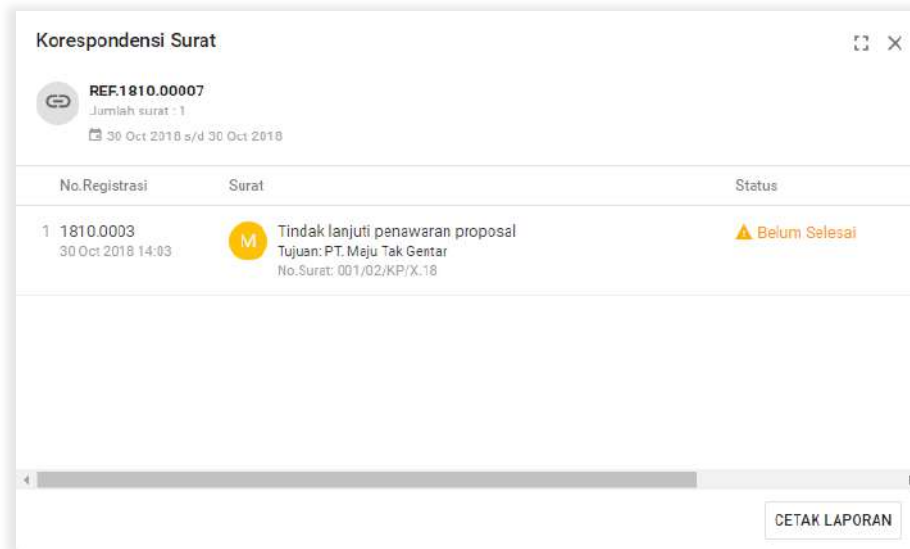 Korespondensi Surat
REF.1810.00007
Jumlah surat : 1
30 Oct 2018 s/d 30 Oct 2018
No.Registrasi Surat Status
1 1810.0003 M Tindak lanjuti penawaran proposal Belum Selesai
30 Oct 2018 14:03 Tujuan: PT. Maju Tak Gentar
No.Surat: 001/02/KP/X.18
CETAK LAPORAN